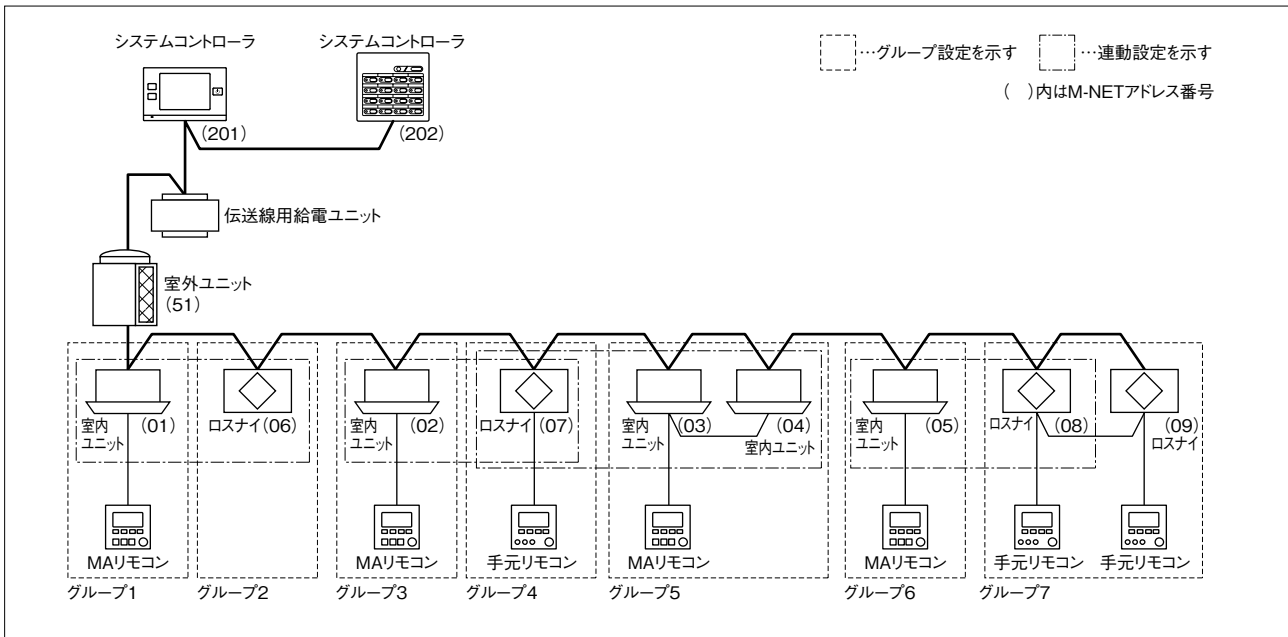 システムコントローラ
システムコントローラ
…グループ設定を示す
…連動設定を示す
( )内はM-NETアドレス番号
(201)
(202)
伝送線用給電ユニット
室外ユニット
(51)
室内
ユニット
(01)
ロスナイ(06)
室内
ユニット
(02)
ロスナイ(07)
室内
ユニット
(03)
(04)
室内ユニット
室内
ユニット
(05)
ロスナイ
(08)
(09)
ロスナイ
MAリモコン
MAリモコン
手元リモコン
MAリモコン
MAリモコン
手元リモコン
手元リモコン
グループ1
グループ2
グループ3
グループ4
グループ5
グループ6
グループ7